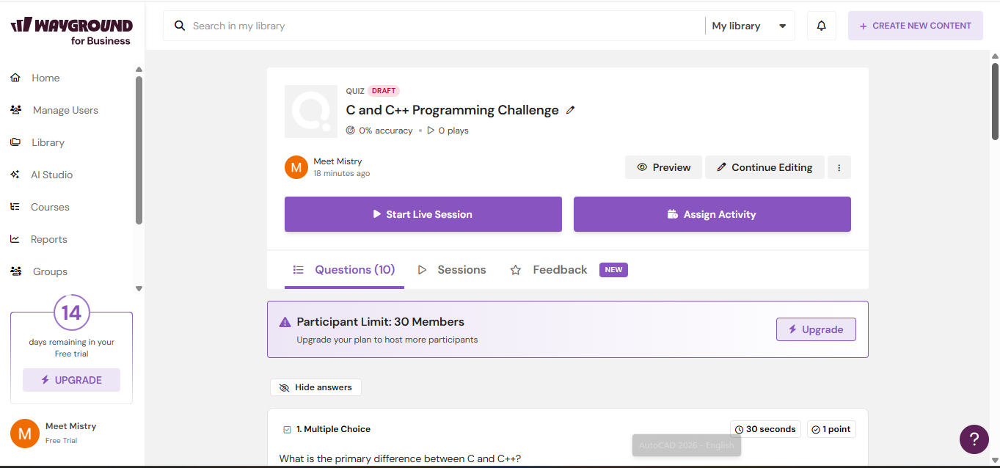 WAYGROUND
for Business
Search in my library
My library
+ CREATE NEW CONTENT
Home
Manage Users
Library
AI Studio
Courses
Reports
Groups
14
days remaining in your
Free trial
UPGRADE
M
Meet Mistry
Free Trial
QUIZ DRAFT
C and C++ Programming Challenge
0% accuracy • 0 plays
M
Meet Mistry
18 minutes ago
Preview
Continue Editing
Start Live Session
Assign Activity
Questions (10)
Sessions
Feedback NEW
Participant Limit: 30 Members
Upgrade your plan to host more participants
Upgrade
Hide answers
1. Multiple Choice
30 seconds
1 point
AutoCAD 2026 - English
What is the primary difference between C and C++?
?